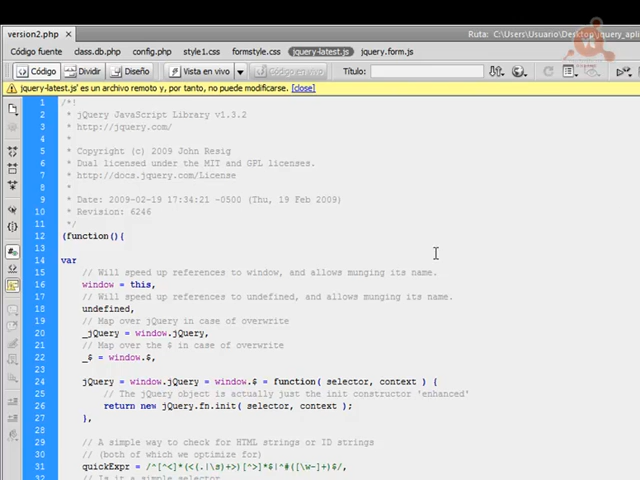 version2.php
Ruta: C:\Users\Usuario\Desktop\jquery_apli
Código fuente class.db.php config.php style1.css formstyle.css jquery-latest.js jquery.form.js
Código Dividir Diseño Vista en vivo Código en vivo Título:
jquery-latest.js' es un archivo remoto y, por tanto, no puede modificarse. [close]
1 /*!
2 * jQuery JavaScript Library v1.3.2
3 * http://jquery.com/
4 *
5 * Copyright (c) 2009 John Resig
6 * Dual licensed under the MIT and GPL licenses.
7 * http://docs.jquery.com/License
8 *
9 * Date: 2009-02-19 17:34:21 -0500 (Thu, 19 Feb 2009)
10 * Revision: 6246
11 */
12 (function(){
13
14 var
15 // Will speed up references to window, and allows munging its name.
16 window = this,
17 // Will speed up references to undefined, and allows munging its name.
18 undefined,
19 // Map over jQuery in case of overwrite
20 _jQuery = window.jQuery,
21 // Map over the $ in case of overwrite
22 _$ = window.$,
23
24 jQuery = window.jQuery = window.$ = function( selector, context ) {
25 // The jQuery object is actually just the init constructor 'enhanced'
26 return new jQuery.fn.init( selector, context );
27 },
28
29 // A simple way to check for HTML strings or ID strings
30 // (both of which we optimize for)
31 quickExpr = /^[^<]*(<(.|\s)+>)[^>]*$|^#([\w-]+)$/,
32 // Is it a simple selector